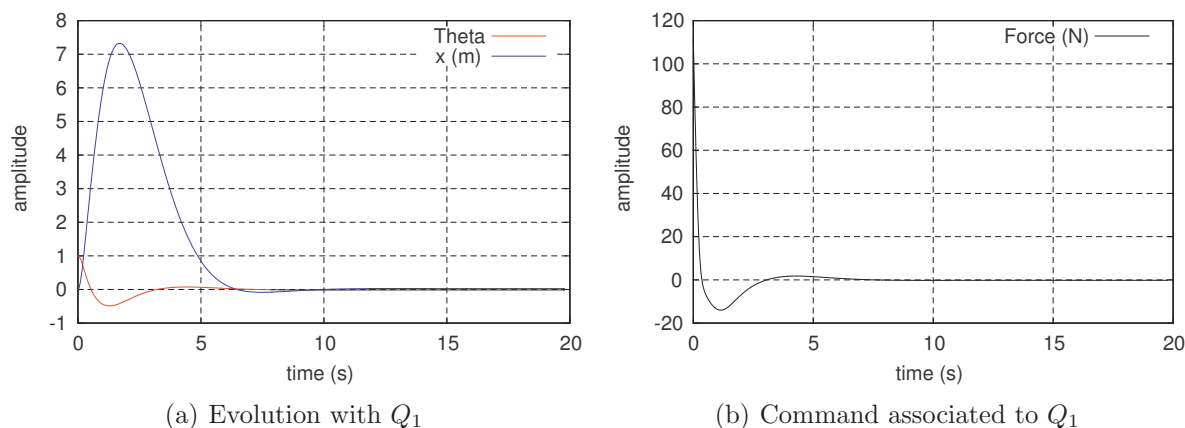 8
7
6
5
4
3
2
1
0
-1
amplitude
Theta
x (m)
0 5 10 15 20
time (s)
(a) Evolution with Q1
120
100
80
60
40
20
0
-20
amplitude
Force (N)
0 5 10 15 20
time (s)
(b) Command associated to Q1